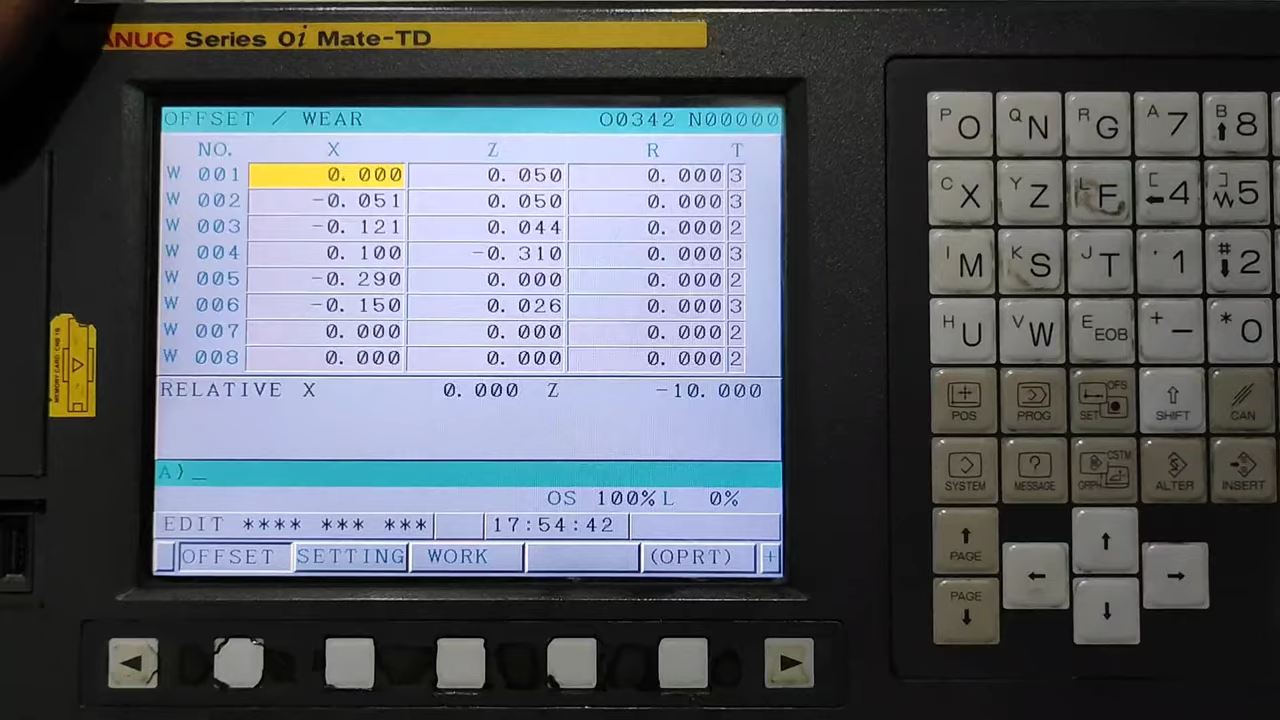 ANUC Series 0i Mate-TD
OFFSET / WEAR O0342 N00000
NO. X Z R T
W 001 0.000 0.050 0.000 3
W 002 -0.051 0.050 0.000 3
W 003 -0.121 0.044 0.000 2
W 004 0.100 -0.310 0.000 3
W 005 -0.290 0.000 0.000 2
W 006 -0.150 0.026 0.000 3
W 007 0.000 0.000 0.000 2
W 008 0.000 0.000 0.000 2
RELATIVE X 0.000 Z -10.000
A)_
OS 100% L 0%
EDIT **** *** *** 17:54:42
OFFSET SETTING WORK (OPRT) +
P O Q N R G A 7 B 8
C X Y Z L F [ 4 ] 5
I M K S J T , 1 # 2
H U V W E EOB + - * 0
POS PROG OFS SET SHIFT CAN
SYSTEM ? MESSAGE CSTM GRPH ALTER INSERT
PAGE
PAGE